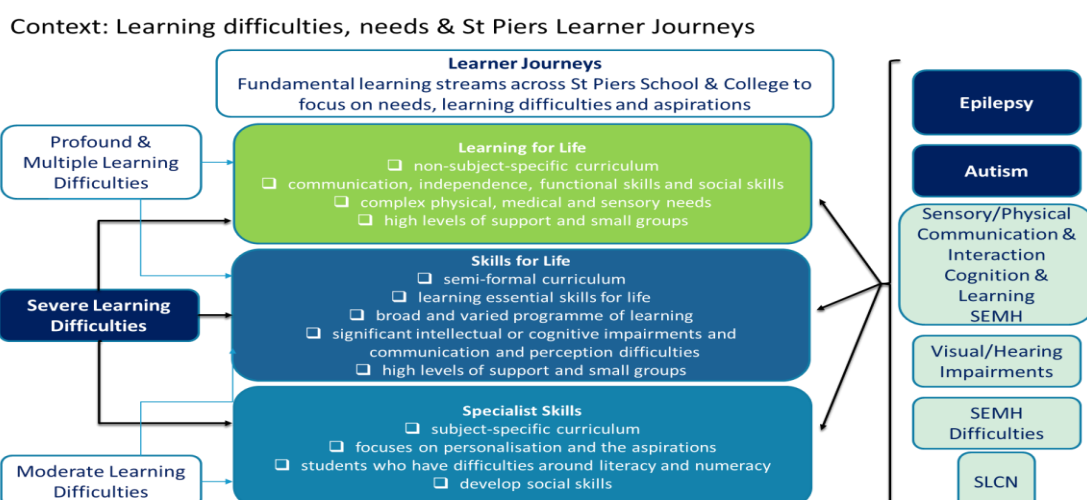 Context: Learning difficulties, needs & St Piers Learner Journeys
Learner Journeys
Fundamental learning streams across St Piers School & College to
focus on needs, learning difficulties and aspirations
Profound &
Multiple Learning
Difficulties
Severe Learning
Difficulties
Moderate Learning
Difficulties
Learning for Life
❑ non-subject-specific curriculum
❑ communication, independence, functional skills and social skills
❑ complex physical, medical and sensory needs
❑ high levels of support and small groups
Skills for Life
❑ semi-formal curriculum
❑ learning essential skills for life
❑ broad and varied programme of learning
❑ significant intellectual or cognitive impairments and
communication and perception difficulties
❑ high levels of support and small groups
Specialist Skills
❑ subject-specific curriculum
❑ focuses on personalisation and the aspirations
❑ students who have difficulties around literacy and numeracy
❑ develop social skills
Epilepsy
Autism
Sensory/Physical
Communication &
Interaction
Cognition &
Learning
SEMH
Visual/Hearing
Impairments
SEMH
Difficulties
SLCN